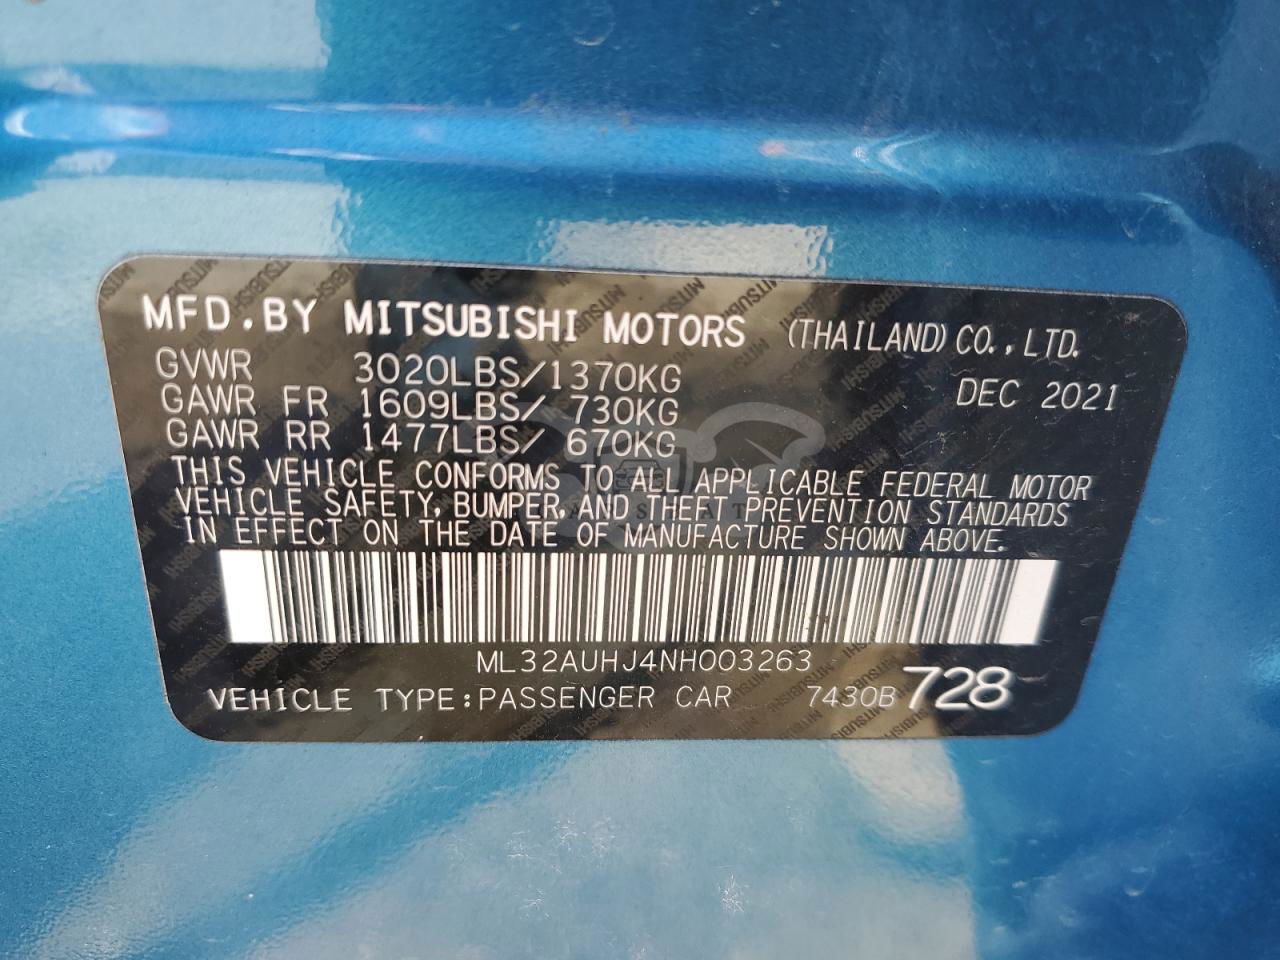 MFD.BY MITSUBISHI MOTORS (THAILAND) CO., LTD.
GVWR 3020LBS/1370KG DEC 2021
GAWR FR 1609LBS/ 730KG
GAWR RR 1477LBS/ 670KG
THIS VEHICLE CONFORMS TO ALL APPLICABLE FEDERAL MOTOR
VEHICLE SAFETY, BUMPER, AND THEFT PREVENTION STANDARDS
IN EFFECT ON THE DATE OF MANUFACTURE SHOWN ABOVE.
ML32AUHJ4NH003263
VEHICLE TYPE:PASSENGER CAR 7430B 728